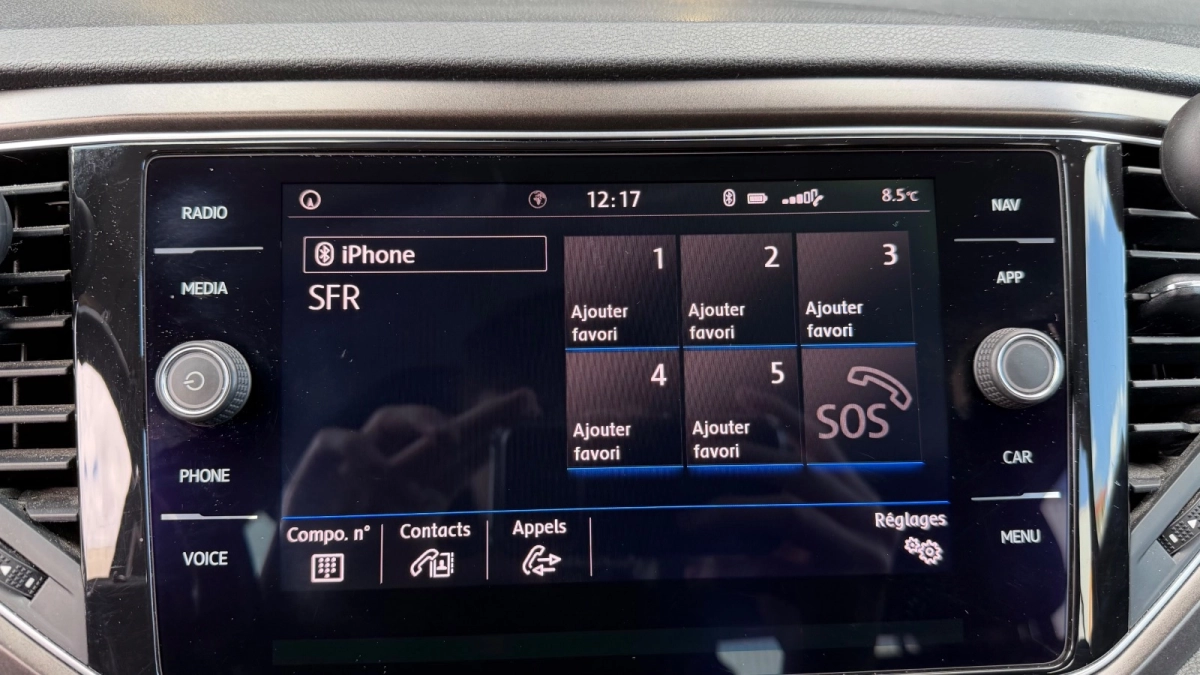 RADIO
MEDIA
PHONE
VOICE
12:17
8.5°C
iPhone
SFR
1
Ajouter
favori
2
Ajouter
favori
3
Ajouter
favori
4
Ajouter
favori
5
Ajouter
favori
SOS
Compo. n°
Contacts
Appels
Réglages
NAV
APP
CAR
MENU